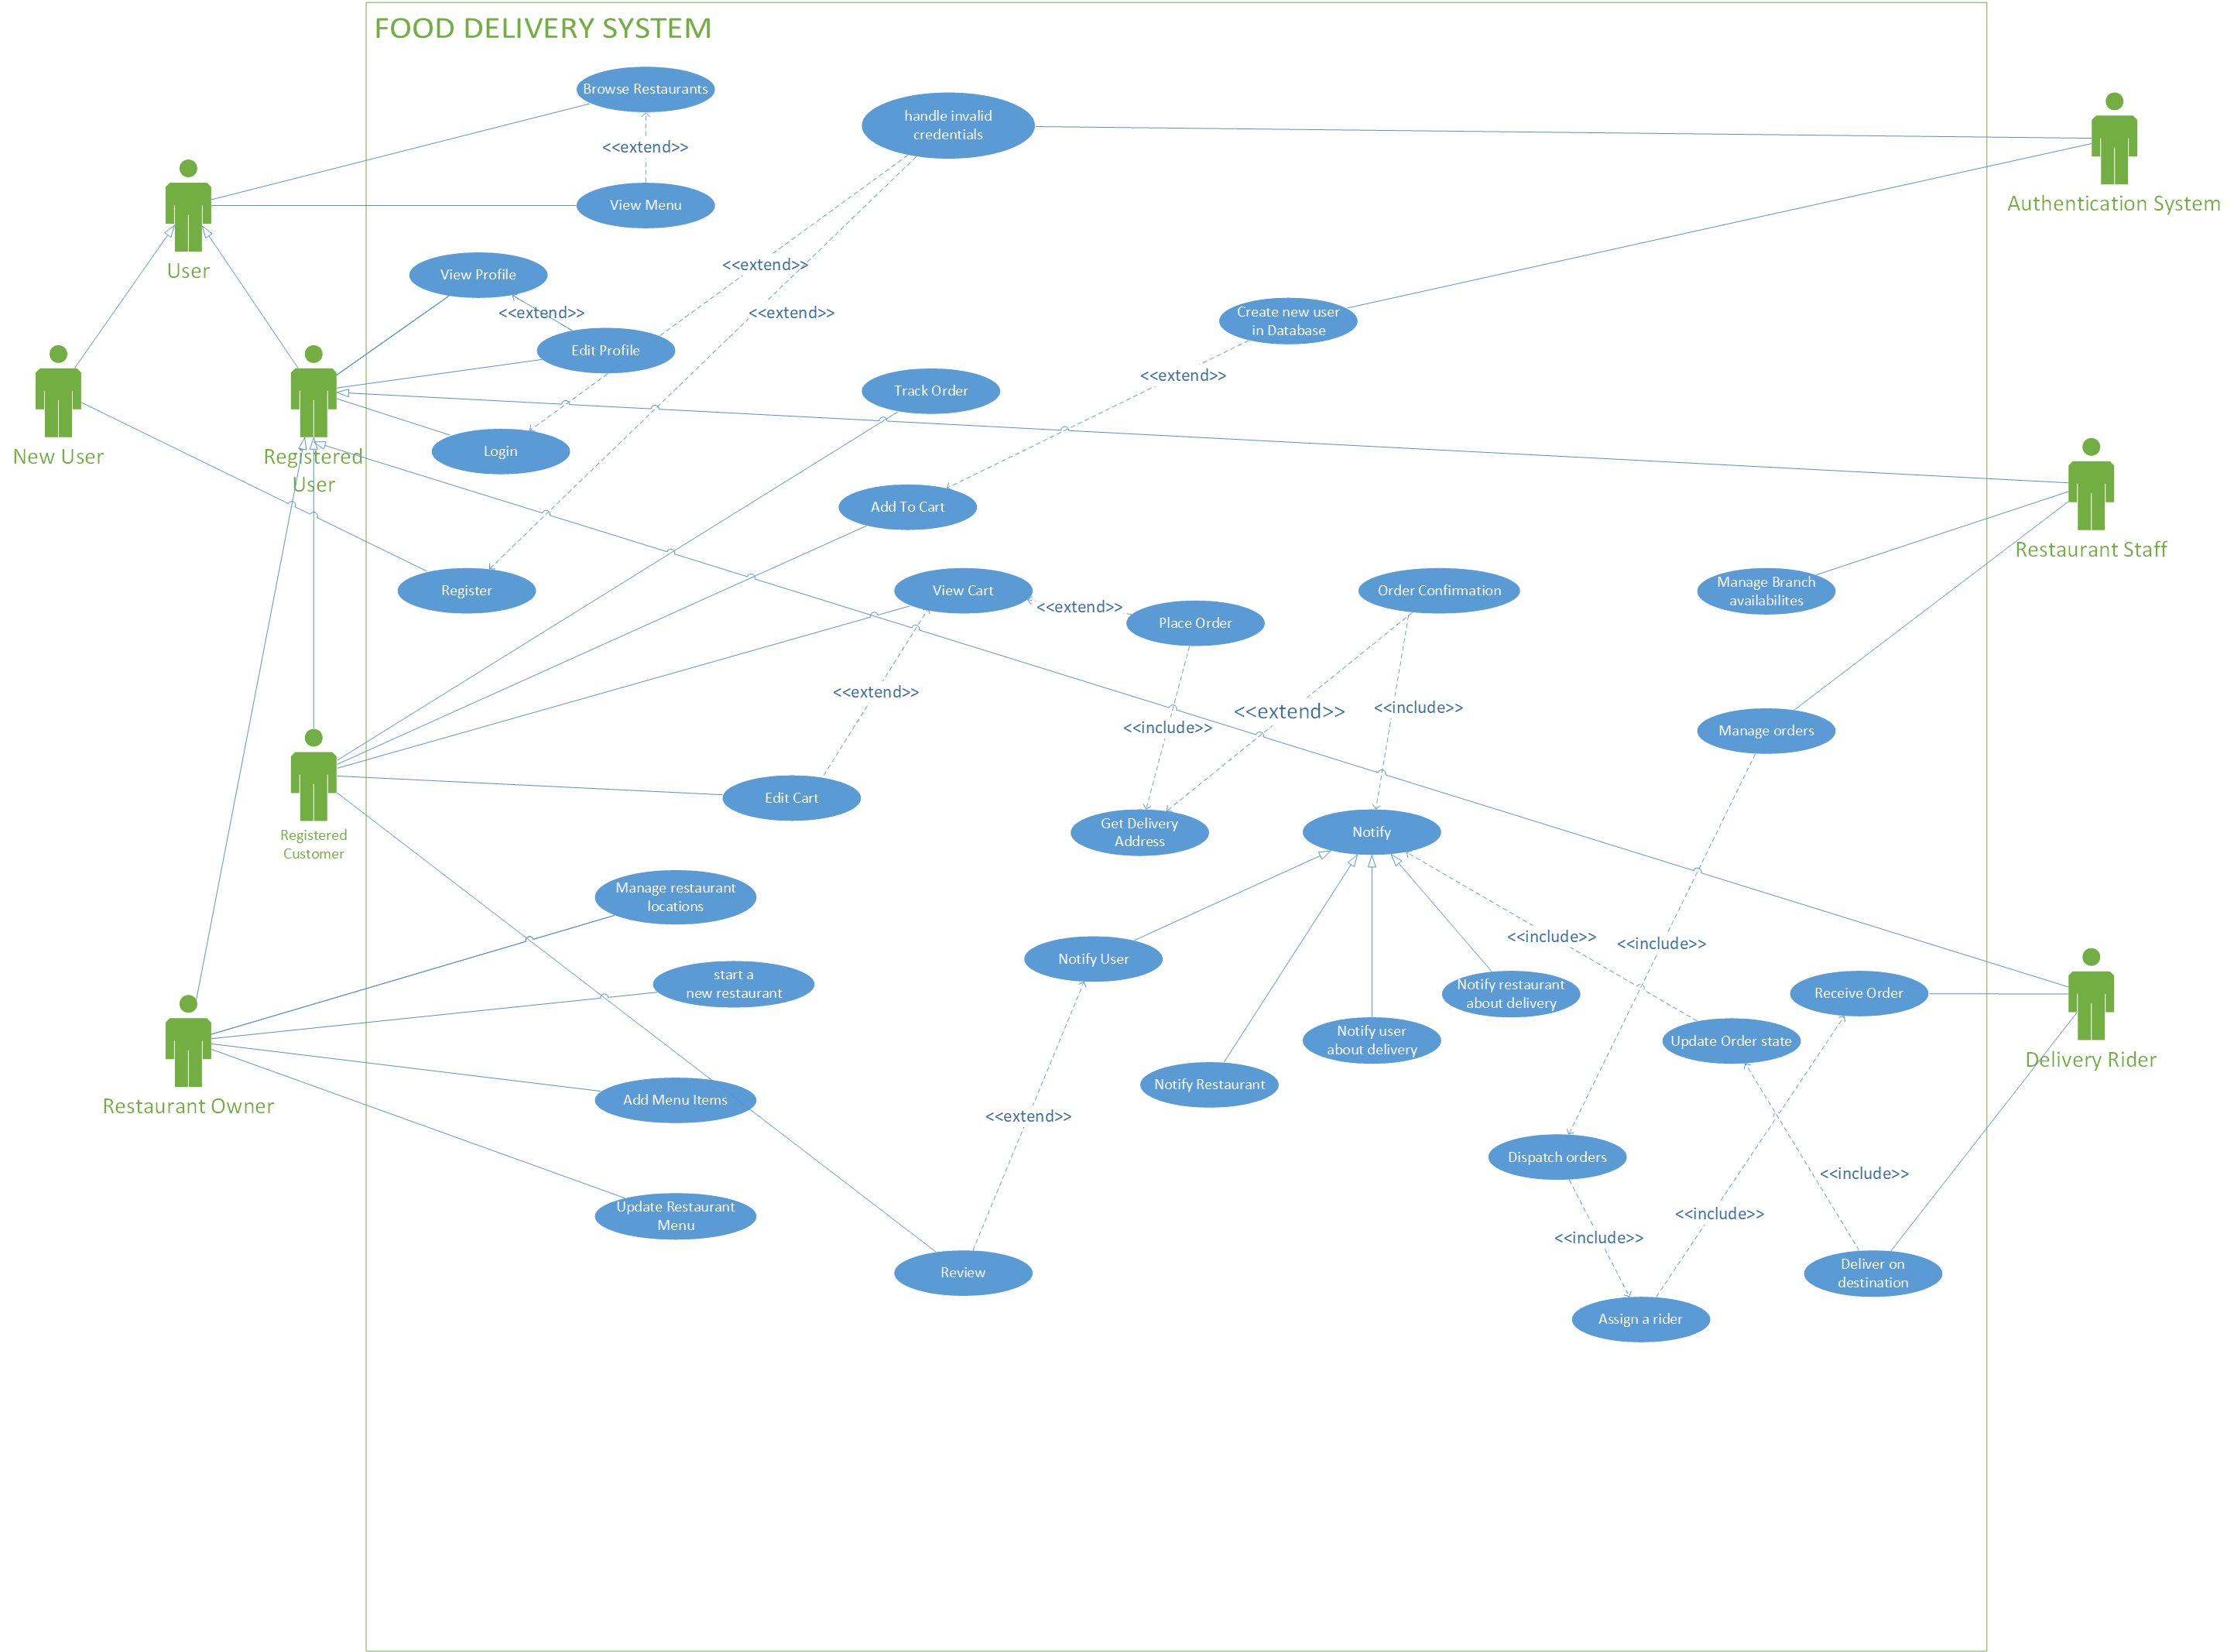 FOOD DELIVERY SYSTEM
Browse Restaurants
handle invalid
credentials
<<extend>>
View Menu
Authentication System
User
<<extend>>
View Profile
<<extend>>
<<extend>>
Create new user
in Database
Edit Profile
<<extend>>
Track Order
New User
Registered
User
Login
Add To Cart
Restaurant Staff
Register
View Cart
<<extend>>
Place Order
Order Confirmation
Manage Branch
availabilites
<<extend>>
<<include>>
<<extend>>
<<include>>
Manage orders
Edit Cart
Get Delivery
Address
Notify
Registered
Customer
Manage restaurant
locations
<<include>>
<<include>>
Notify User
start a
new restaurant
Notify restaurant
about delivery
Receive Order
Notify user
about delivery
Update Order state
Delivery Rider
Notify Restaurant
Restaurant Owner
Add Menu Items
<<extend>>
Dispatch orders
<<include>>
Update Restaurant
Menu
<<include>>
<<include>>
Review
Deliver on
destination
Assign a rider